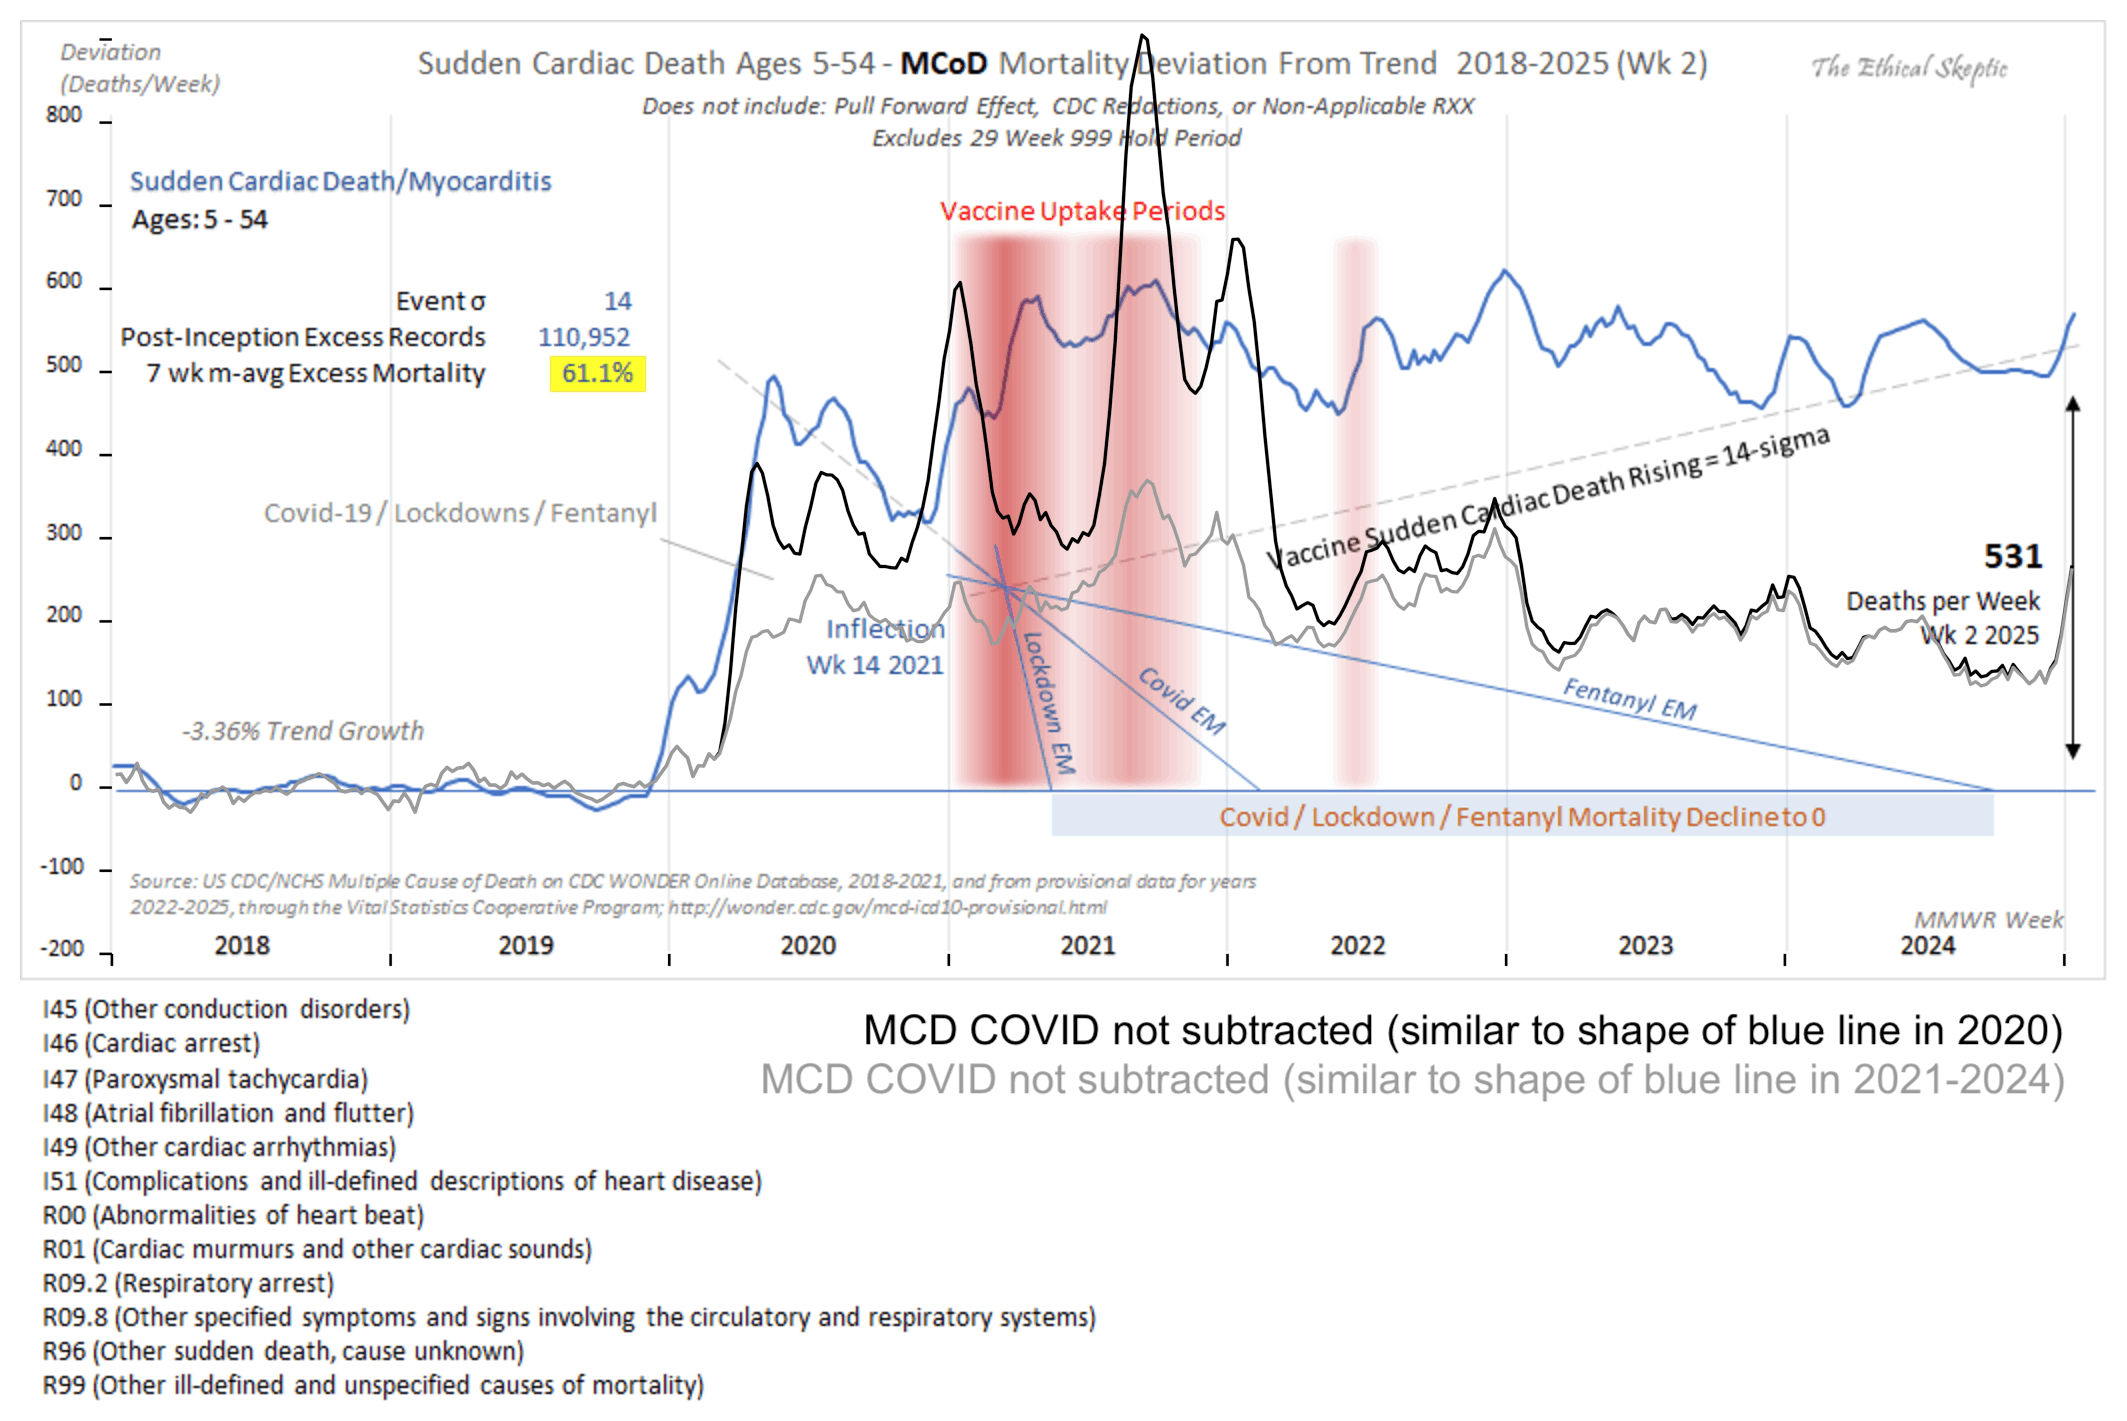 Deviation
(Deaths/Week)
Sudden Cardiac Death Ages 5-54 - MCoD Mortality Deviation From Trend 2018-2025 (Wk 2)
The Ethical Skeptic
Does not include: Pull Forward Effect, CDC Redactions, or Non-Applicable RXX
Excludes 29 Week 999 Hold Period
800
700
600
500
400
300
200
100
0
-100
-200
Sudden Cardiac Death/Myocarditis
Ages: 5 - 54
Event σ 14
Post-Inception Excess Records 110,952
7 wk m-avg Excess Mortality 61.1%
Vaccine Uptake Periods
Covid-19 / Lockdowns / Fentanyl
Vaccine Sudden Cardiac Death Rising = 14-sigma
531
Deaths per Week
Wk 2 2025
Inflection
Wk 14 2021
Lockdown EM
Covid EM
Fentanyl EM
-3.36% Trend Growth
Covid / Lockdown / Fentanyl Mortality Decline to 0
Source: US CDC/NCHS Multiple Cause of Death on CDC WONDER Online Database, 2018-2021, and from provisional data for years
2022-2025, through the Vital Statistics Cooperative Program; http://wonder.cdc.gov/mcd-icd10-provisional.html
MMWR Week
2018 2019 2020 2021 2022 2023 2024
I45 (Other conduction disorders)
I46 (Cardiac arrest)
I47 (Paroxysmal tachycardia)
I48 (Atrial fibrillation and flutter)
I49 (Other cardiac arrhythmias)
I51 (Complications and ill-defined descriptions of heart disease)
R00 (Abnormalities of heart beat)
R01 (Cardiac murmurs and other cardiac sounds)
R09.2 (Respiratory arrest)
R09.8 (Other specified symptoms and signs involving the circulatory and respiratory systems)
R96 (Other sudden death, cause unknown)
R99 (Other ill-defined and unspecified causes of mortality)
MCD COVID not subtracted (similar to shape of blue line in 2020)
MCD COVID not subtracted (similar to shape of blue line in 2021-2024)